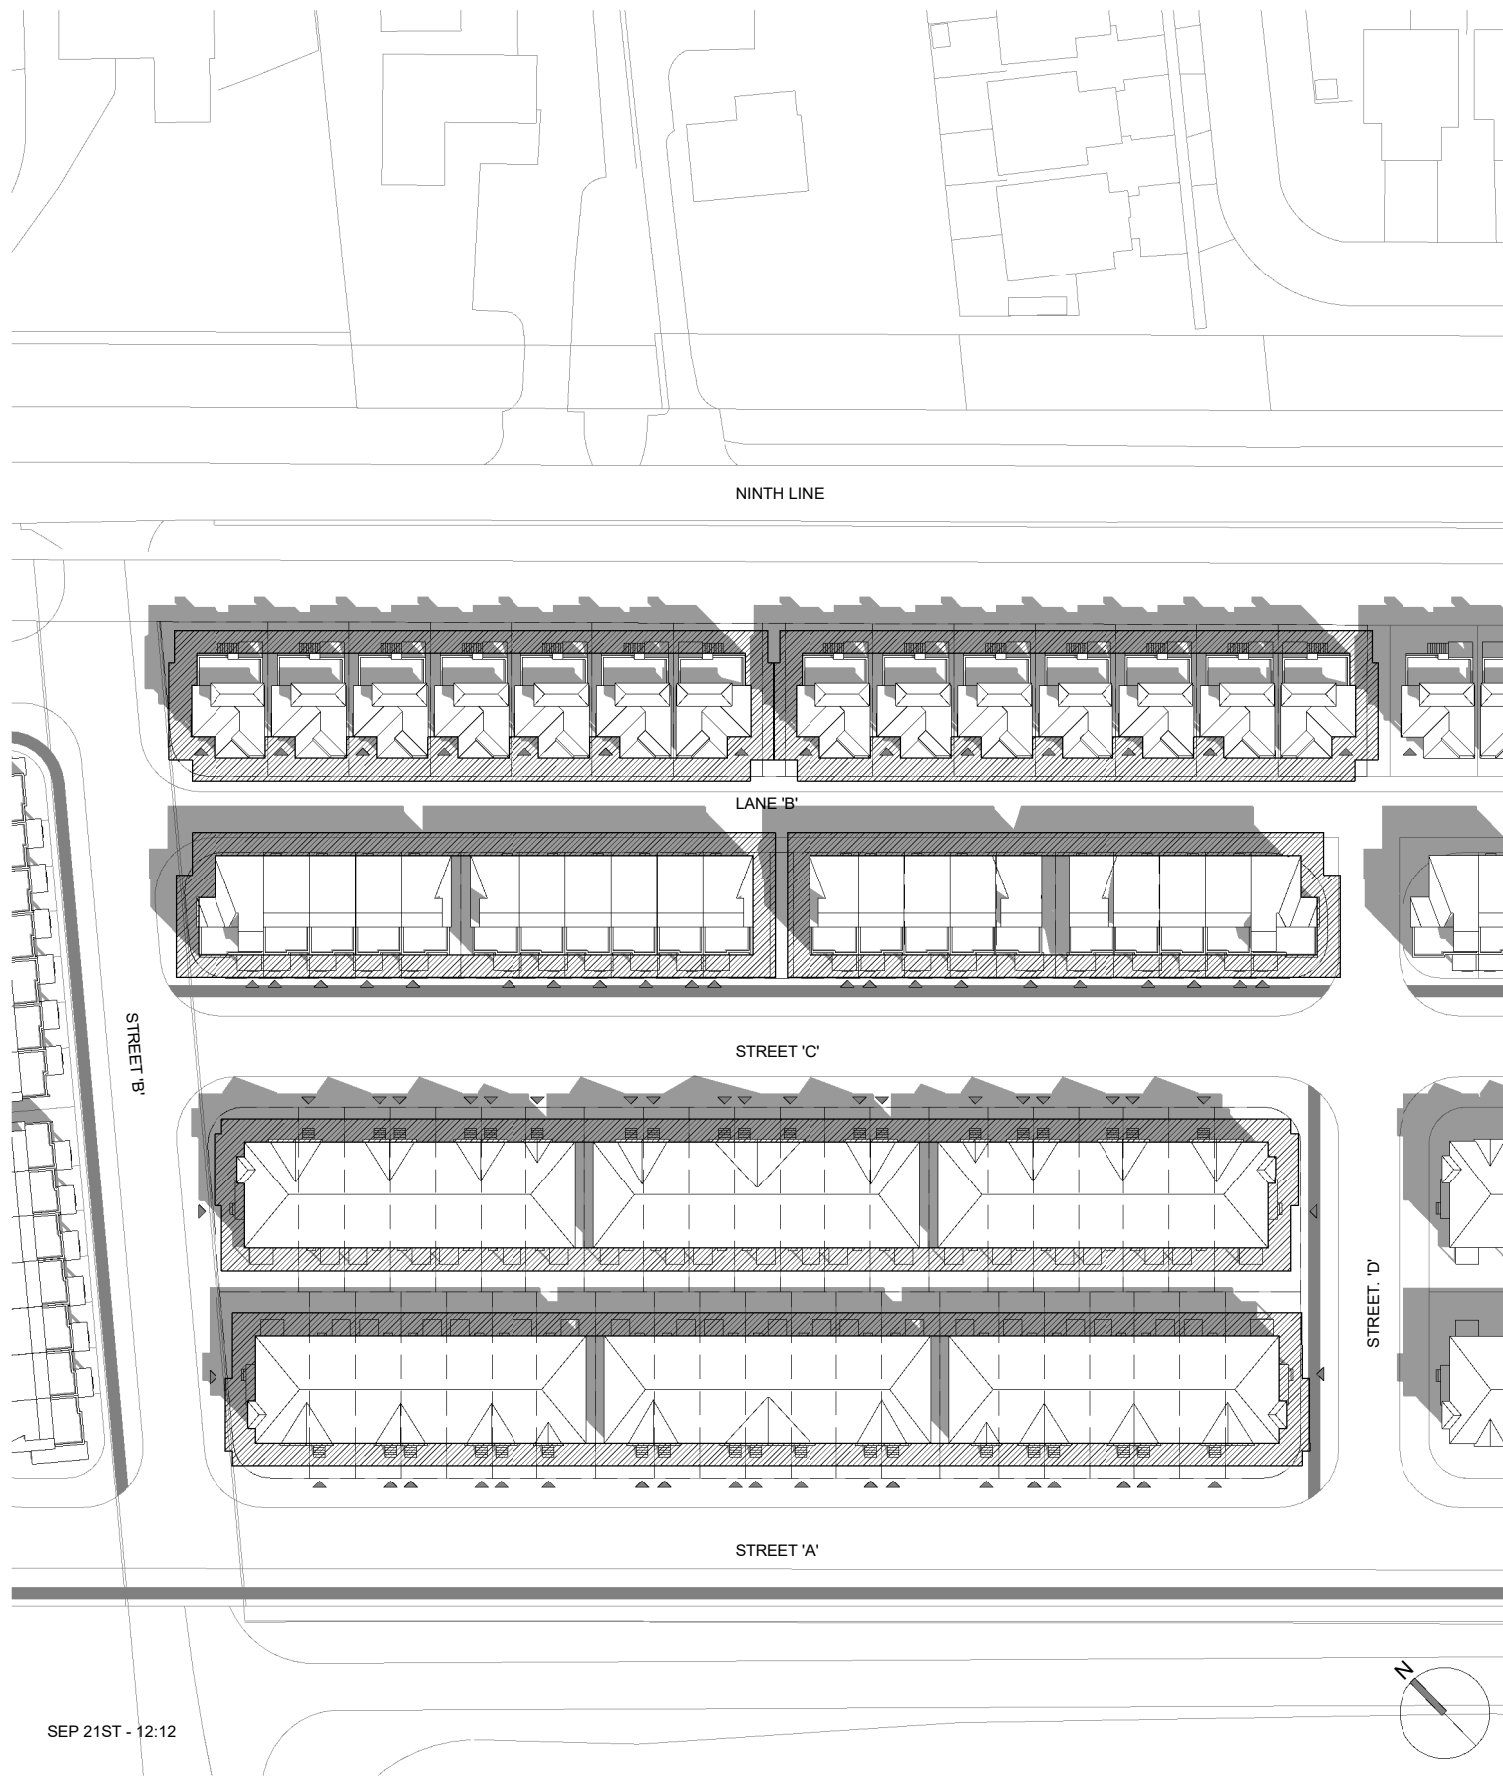 NINTH LINE
LANE 'B'
STREET 'B'
STREET 'C'
STREET. 'D'
STREET 'A'
N
SEP 21ST - 12:12